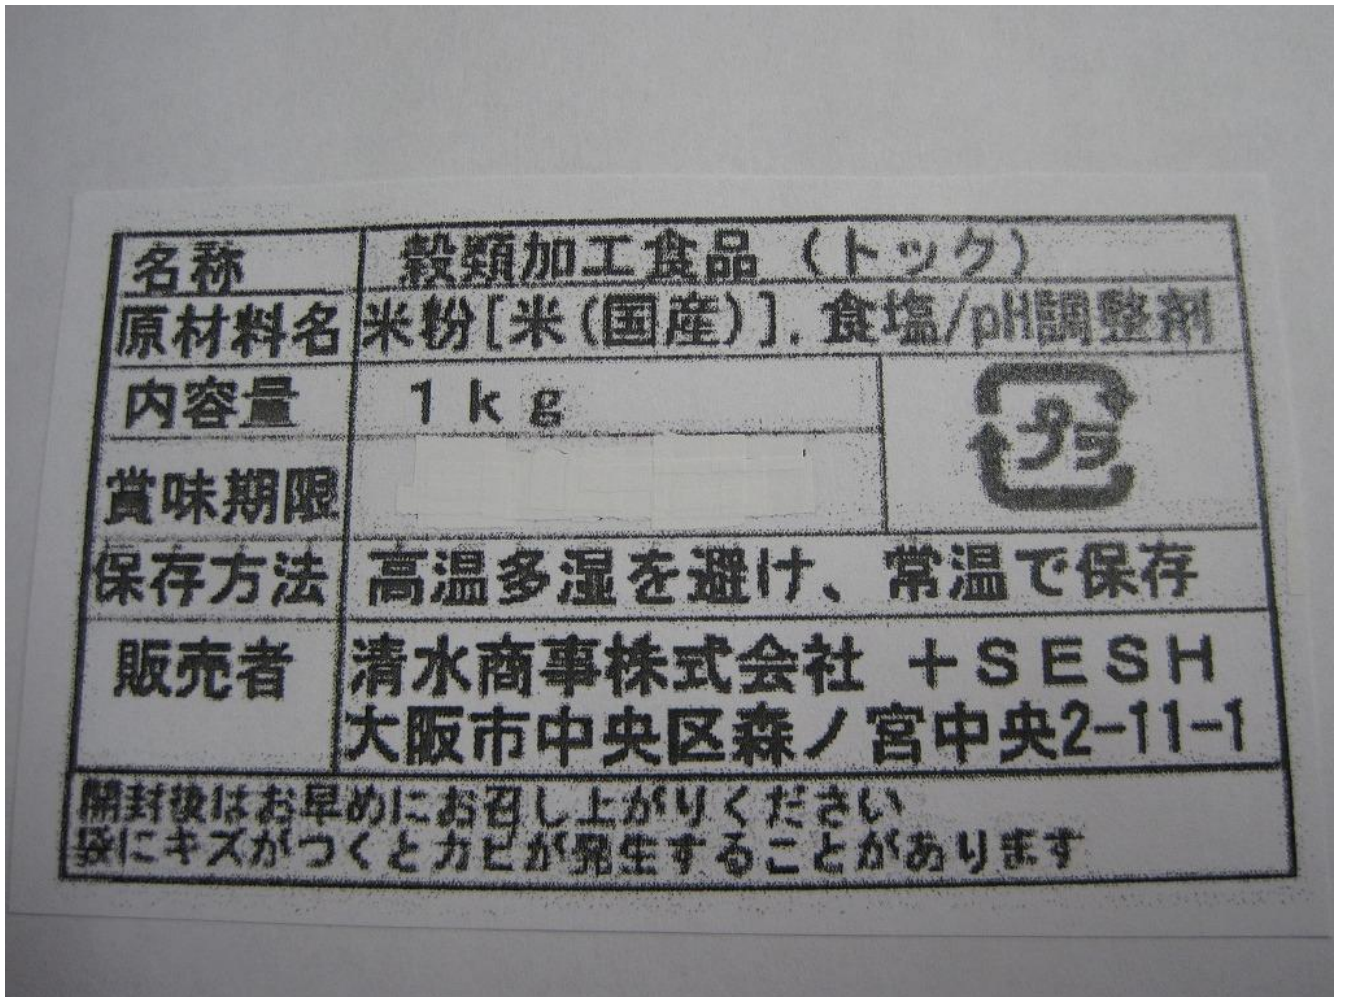 名称 穀類加工食品（トック）
原材料名 米粉[米(国産)]. 食塩/pH調整剤
内容量 1kg
プラ
賞味期限
保存方法 高温多湿を避け、常温で保存
販売者 清水商事株式会社 +SESH
大阪市中央区森ノ宮中央2-11-1
開封後はお早めにお召し上がりください
袋にキズがつくとカビが発生することがあります